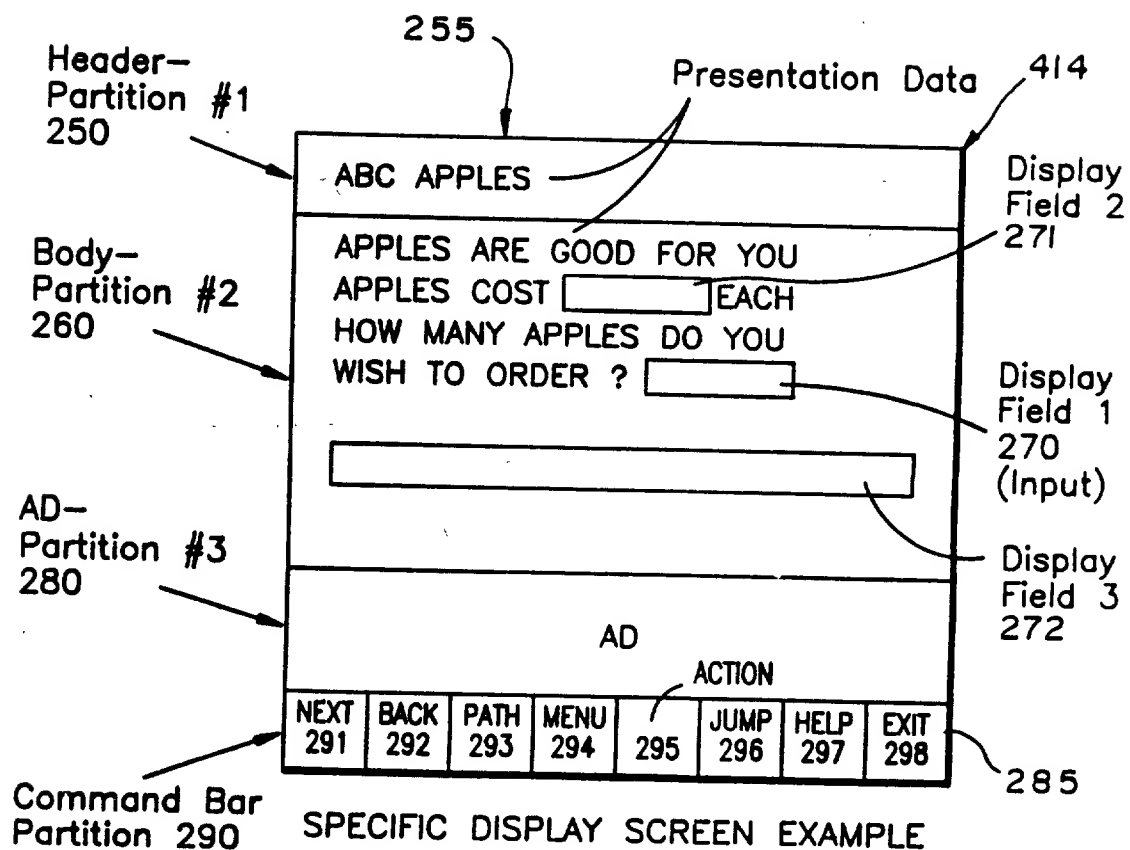 255
Header—
Partition #1
250
Presentation Data
414
ABC APPLES
Display
Field 2
271
APPLES ARE GOOD FOR YOU
APPLES COST EACH
HOW MANY APPLES DO YOU
WISH TO ORDER ?
Body—
Partition #2
260
Display
Field 1
270
(Input)
AD—
Partition #3
280
Display
Field 3
272
AD
ACTION
NEXT BACK PATH MENU JUMP HELP EXIT
291 292 293 294 295 296 297 298
285
Command Bar
Partition 290
SPECIFIC DISPLAY SCREEN EXAMPLE